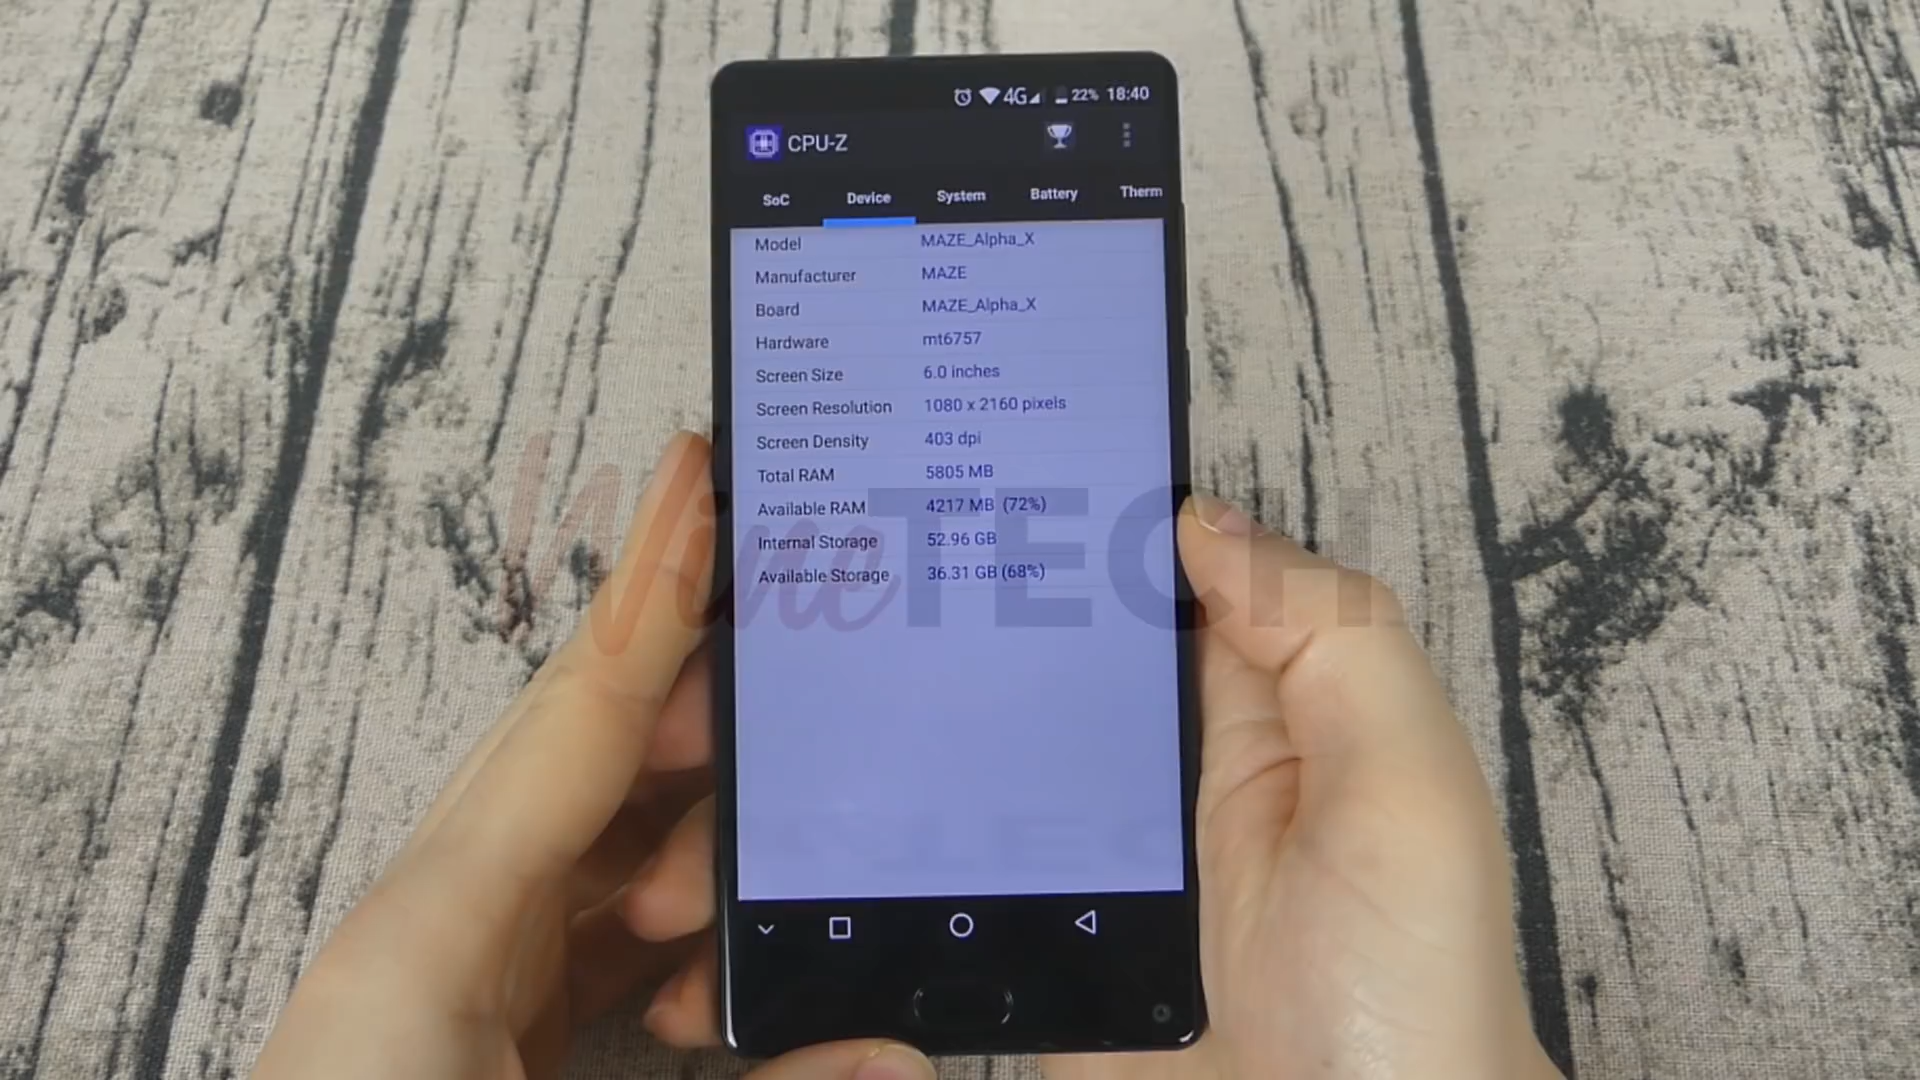 4G 22% 18:40
CPU-Z
SoC Device System Battery Therm
Model MAZE_Alpha_X
Manufacturer MAZE
Board MAZE_Alpha_X
Hardware mt6757
Screen Size 6.0 inches
Screen Resolution 1080 x 2160 pixels
Screen Density 403 dpi
Total RAM 5805 MB
Available RAM 4217 MB (72%)
Internal Storage 52.96 GB
Available Storage 36.31 GB (68%)
WineTECH